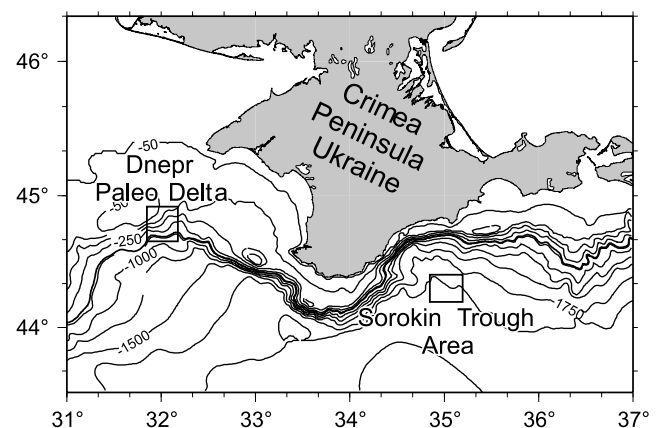 46°
Crimea
Peninsula
Ukraine
-50
Dnepr
Paleo Delta
45°
-50
-250
-1000
-1750
44°
Sorokin Trough
Area
-1500
31° 32° 33° 34° 35° 36° 37°